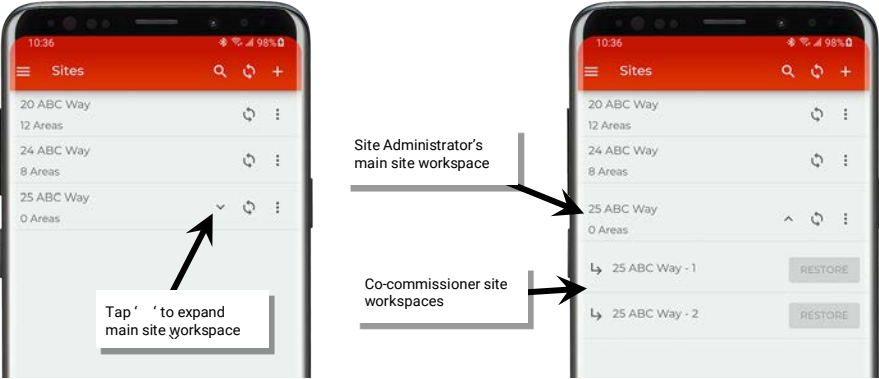 10:36
98%
Sites
20 ABC Way
12 Areas
24 ABC Way
8 Areas
25 ABC Way
0 Areas
Tap ‘ ‘ to expand
main site workspace
Site Administrator’s
main site workspace
Co-commissioner site
workspaces
10:36
98%
Sites
20 ABC Way
12 Areas
24 ABC Way
8 Areas
25 ABC Way
0 Areas
25 ABC Way - 1
RESTORE
25 ABC Way - 2
RESTORE